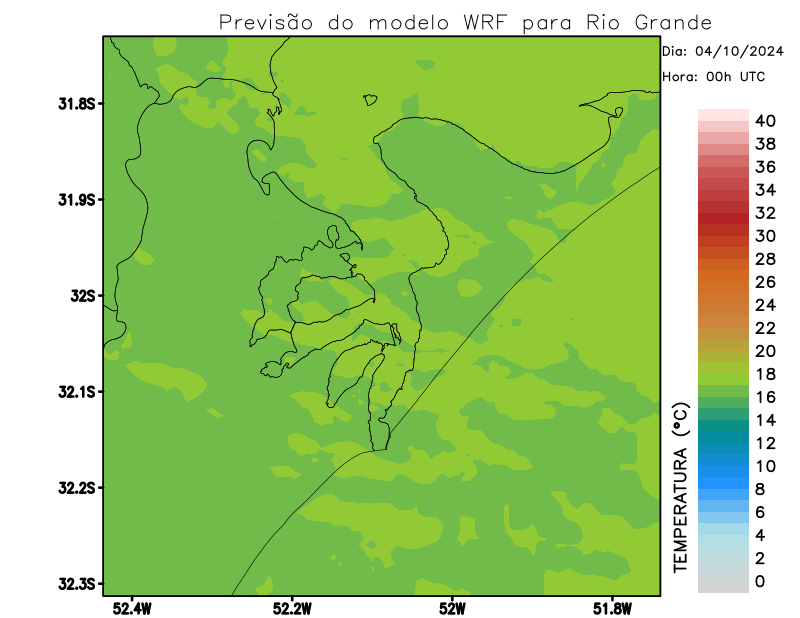 Previsão do modelo WRF para Rio Grande
Dia: 04/10/2024
Hora: 00h UTC
31.8S
31.9S
32S
32.1S
32.2S
32.3S
52.4W
52.2W
52W
51.8W
TEMPERATURA (°C)
40
38
36
34
32
30
28
26
24
22
20
18
16
14
12
10
8
6
4
2
0